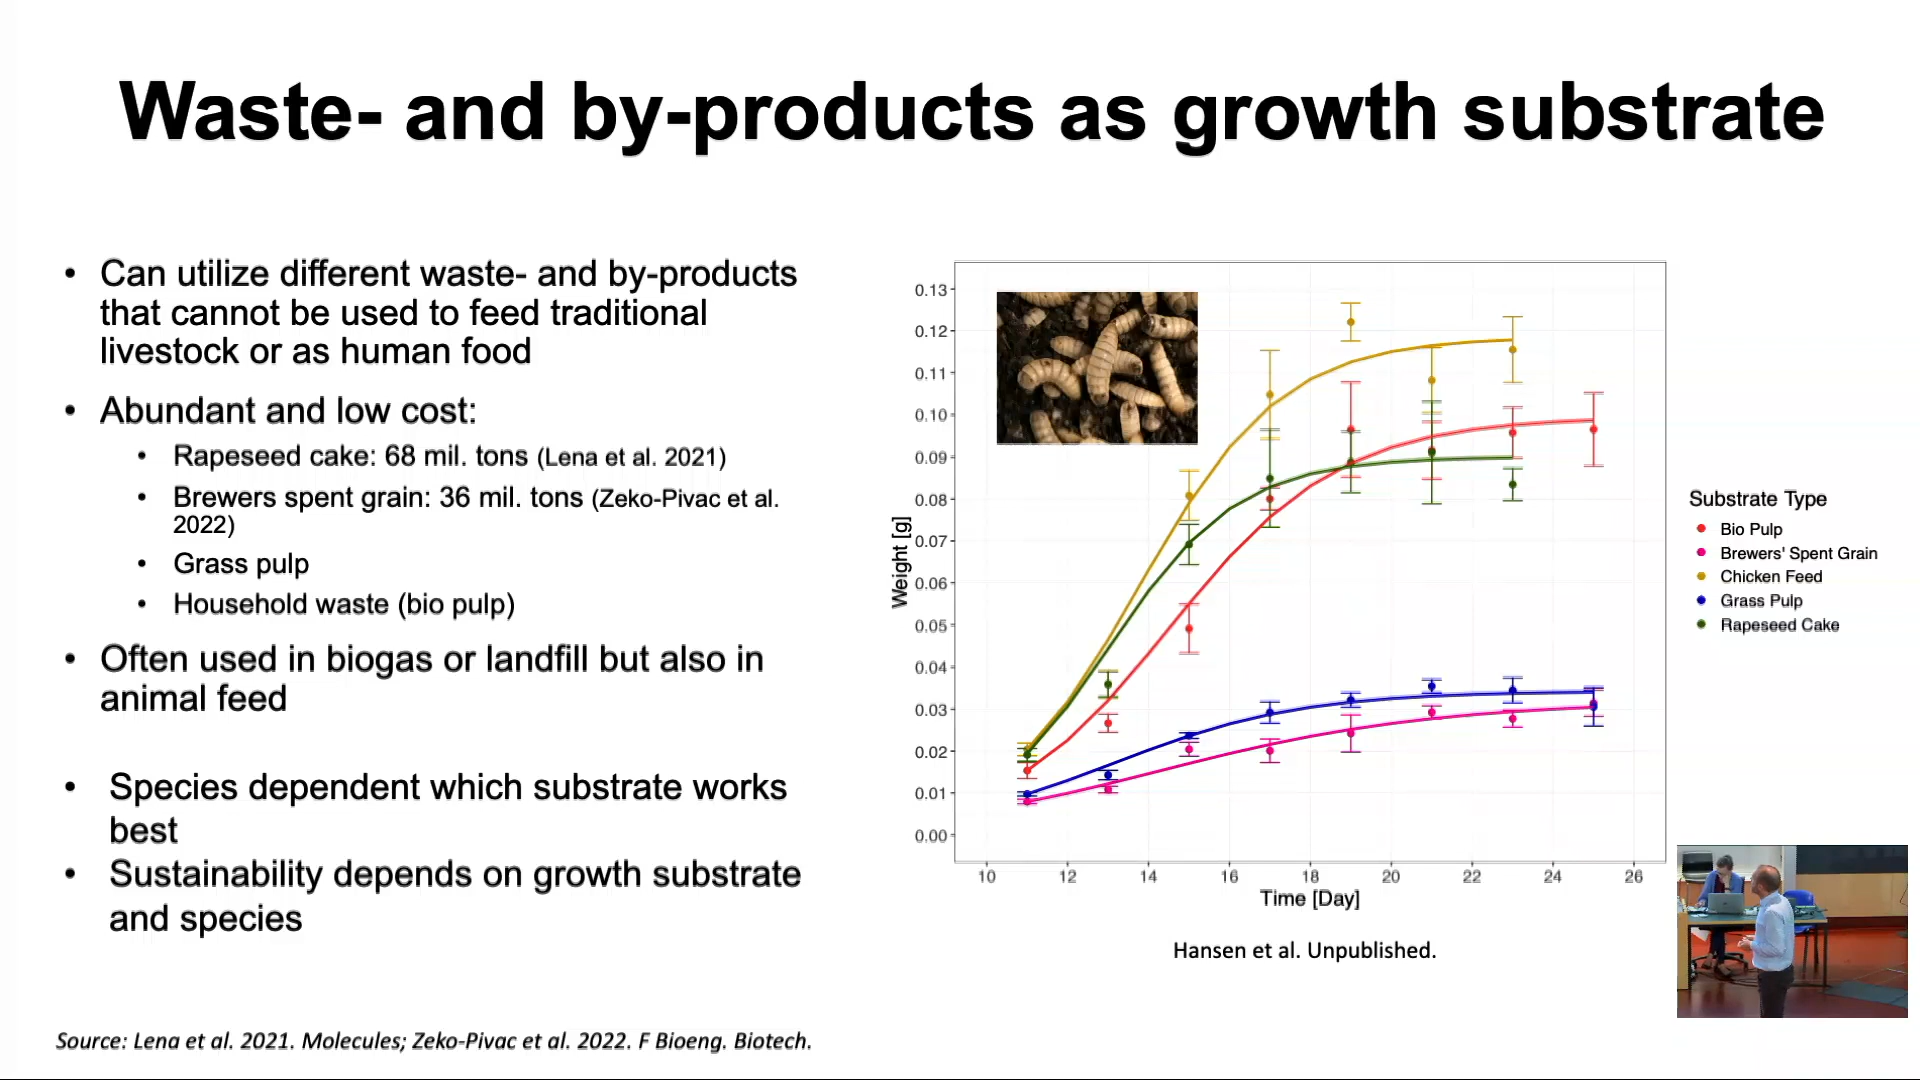 Waste- and by-products as growth substrate
• Can utilize different waste- and by-products
that cannot be used to feed traditional
livestock or as human food
• Abundant and low cost:
• Rapeseed cake: 68 mil. tons (Lena et al. 2021)
• Brewers spent grain: 36 mil. tons (Zeko-Pivac et al.
2022)
• Grass pulp
• Household waste (bio pulp)
• Often used in biogas or landfill but also in
animal feed
• Species dependent which substrate works
best
• Sustainability depends on growth substrate
and species
Source: Lena et al. 2021. Molecules; Zeko-Pivac et al. 2022. F Bioeng. Biotech.
Weight [g]
0.13
0.12
0.11
0.10
0.09
0.08
0.07
0.06
0.05
0.04
0.03
0.02
0.01
0.00
10 12 14 16 18 20 22 24 26
Time [Day]
Substrate Type
Bio Pulp
Brewers' Spent Grain
Chicken Feed
Grass Pulp
Rapeseed Cake
Hansen et al. Unpublished.